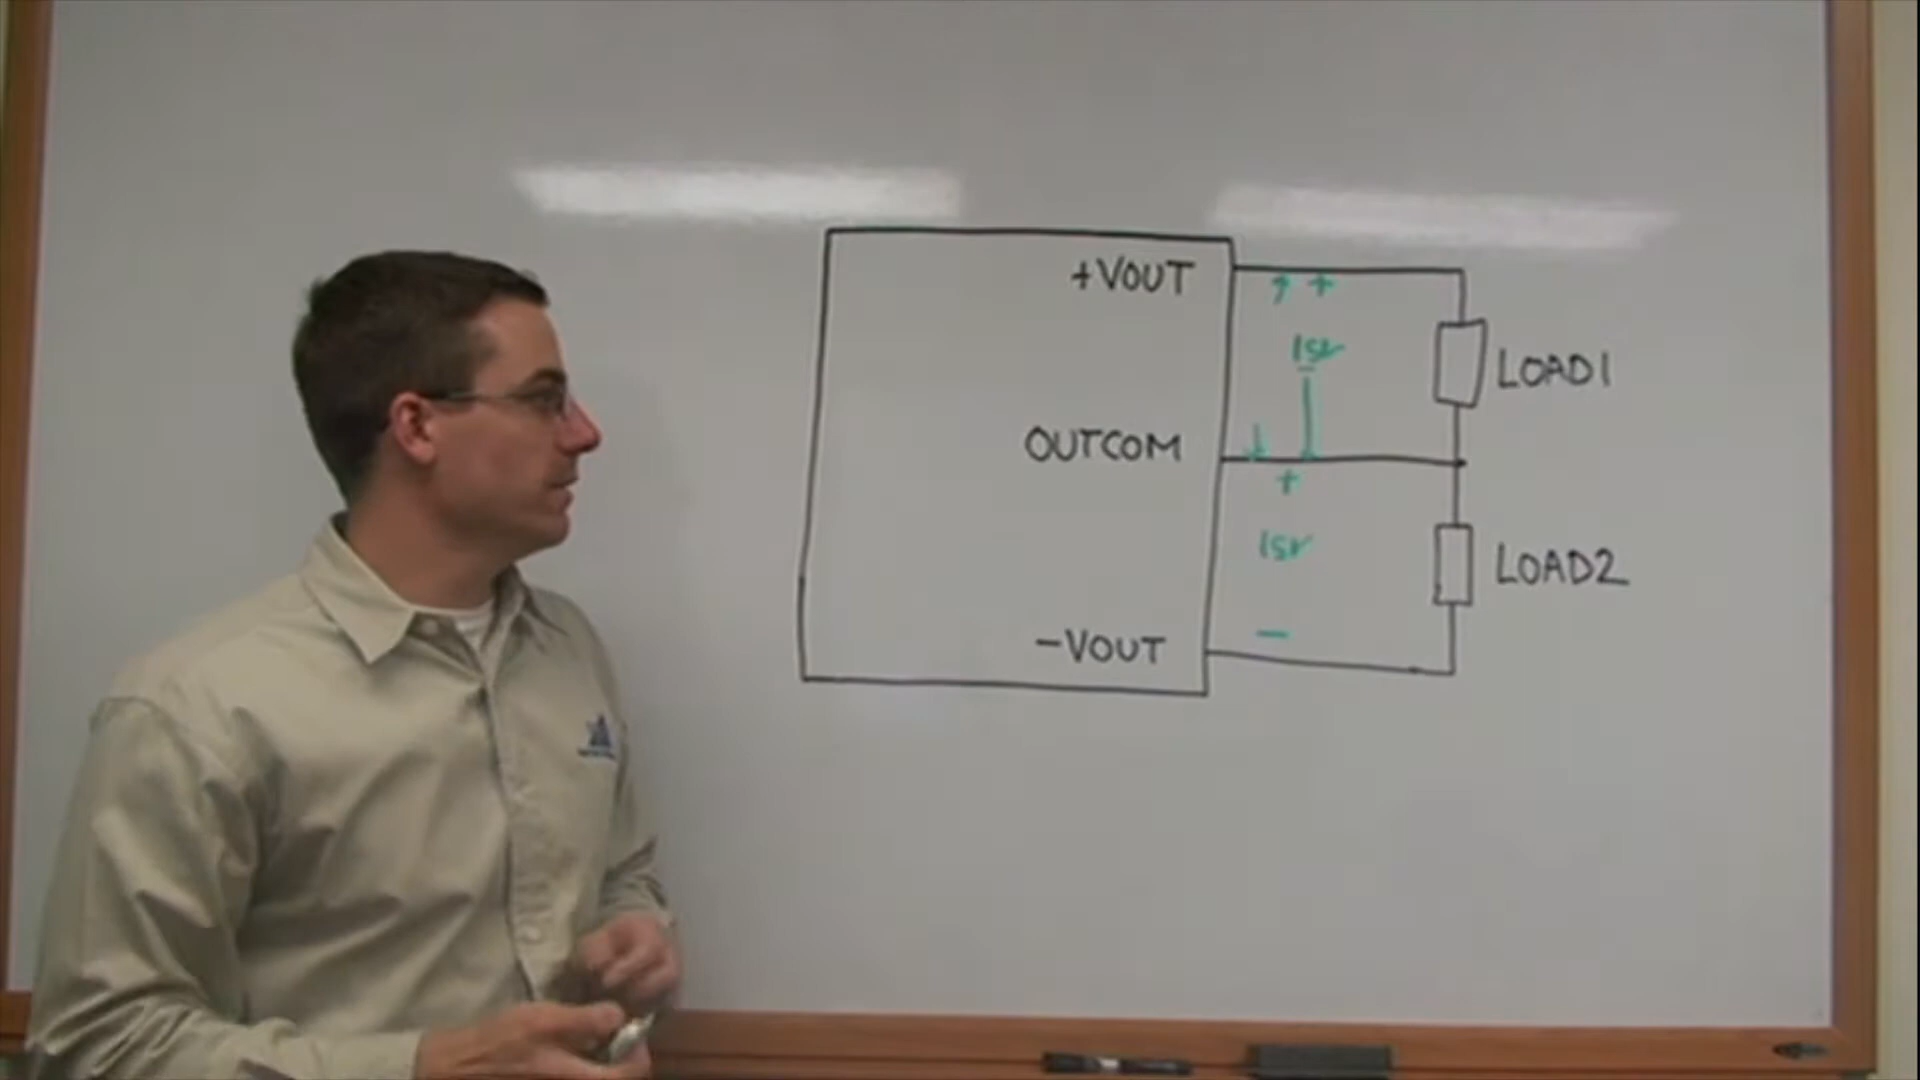 +VOUT
+
15V
LOAD1
OUTCOM
+
15V
LOAD2
-VOUT
-